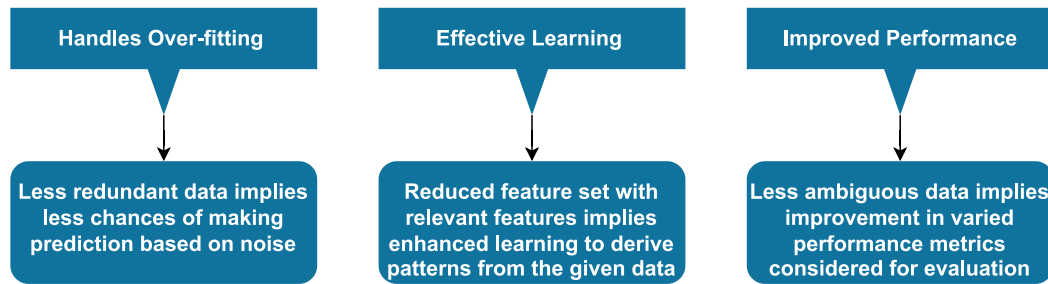 Handles Over-fitting
Less redundant data implies
less chances of making
prediction based on noise
Effective Learning
Reduced feature set with
relevant features implies
enhanced learning to derive
patterns from the given data
Improved Performance
Less ambiguous data implies
improvement in varied
performance metrics
considered for evaluation